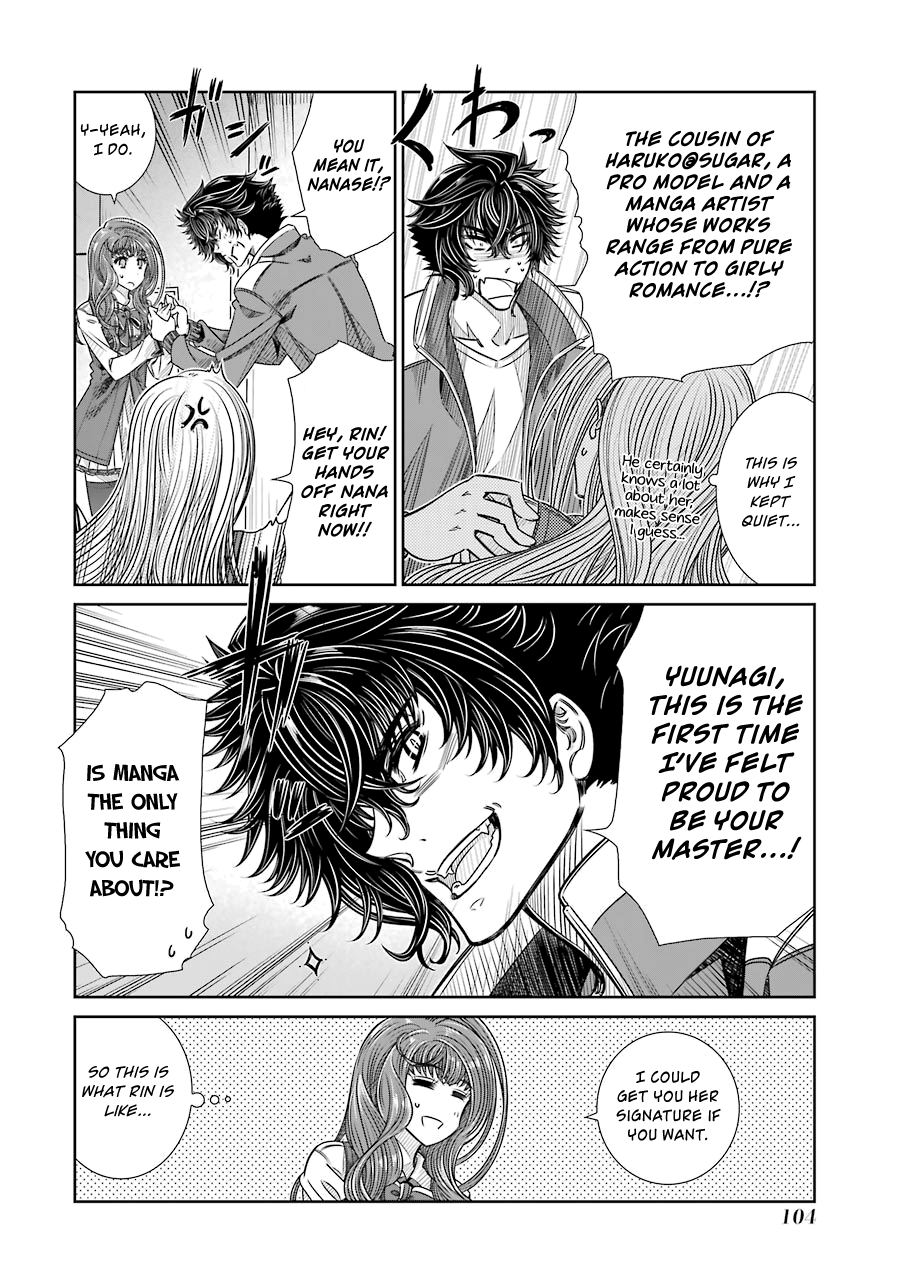 THE COUSIN OF
HARUKO@SUGAR, A
PRO MODEL AND A
MANGA ARTIST
WHOSE WORKS
RANGE FROM PURE
ACTION TO GIRLY
ROMANCE...!?
くわっ
THIS IS
WHY I
KEPT
QUIET...
He certainly
knows a lot
about her,
makes sense
I guess...
YOU
MEAN IT,
NANASE!?
ガシッ
Y-YEAH,
I DO.
HEY, RIN!
GET YOUR
HANDS
OFF NANA
RIGHT
NOW!!
YUUNAGI,
THIS IS THE
FIRST TIME
I'VE FELT
PROUD TO
BE YOUR
MASTER...!
IS MANGA
THE ONLY
THING
YOU CARE
ABOUT!?
I COULD
GET YOU HER
SIGNATURE IF
YOU WANT.
SO THIS IS
WHAT RIN IS
LIKE...
104